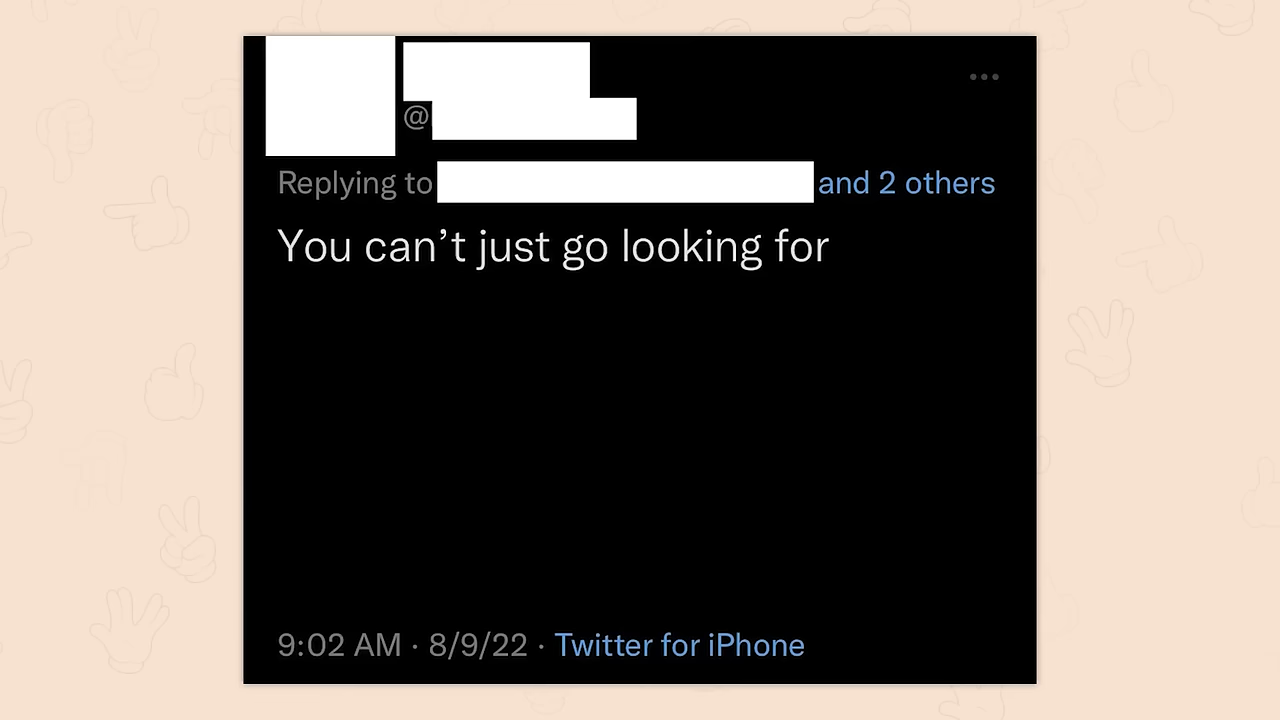 @
Replying to and 2 others
You can’t just go looking for
9:02 AM · 8/9/22 · Twitter for iPhone